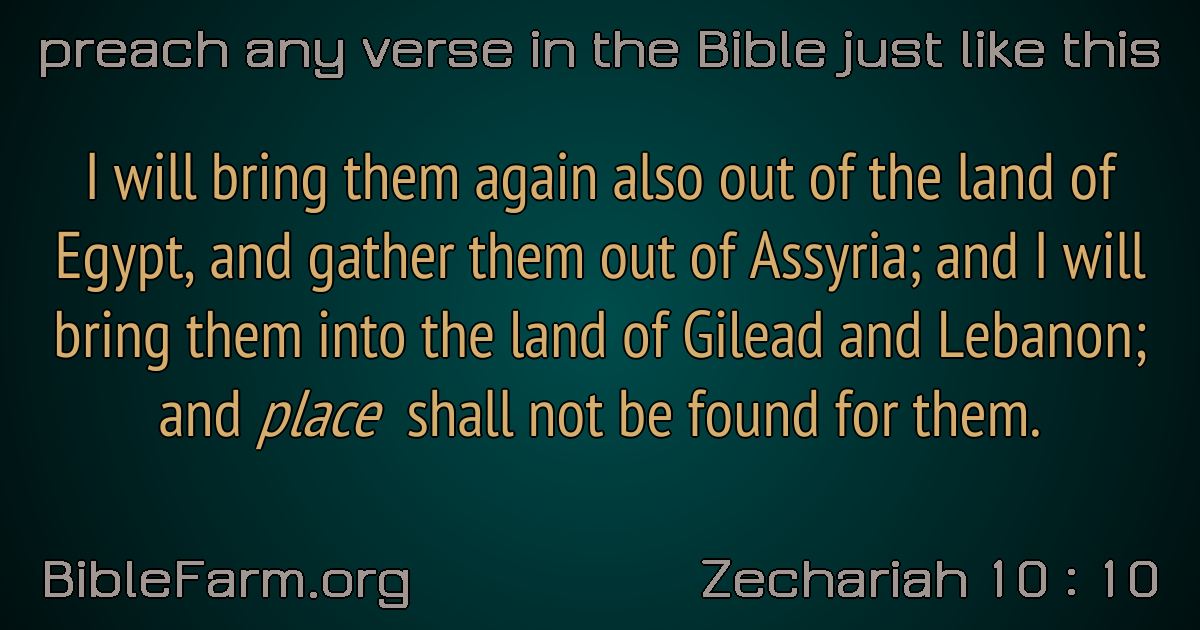 preach any verse in the Bible just like this
I will bring them again also out of the land of
Egypt, and gather them out of Assyria; and I will
bring them into the land of Gilead and Lebanon;
and place shall not be found for them.
BibleFarm.org
Zechariah 10 : 10